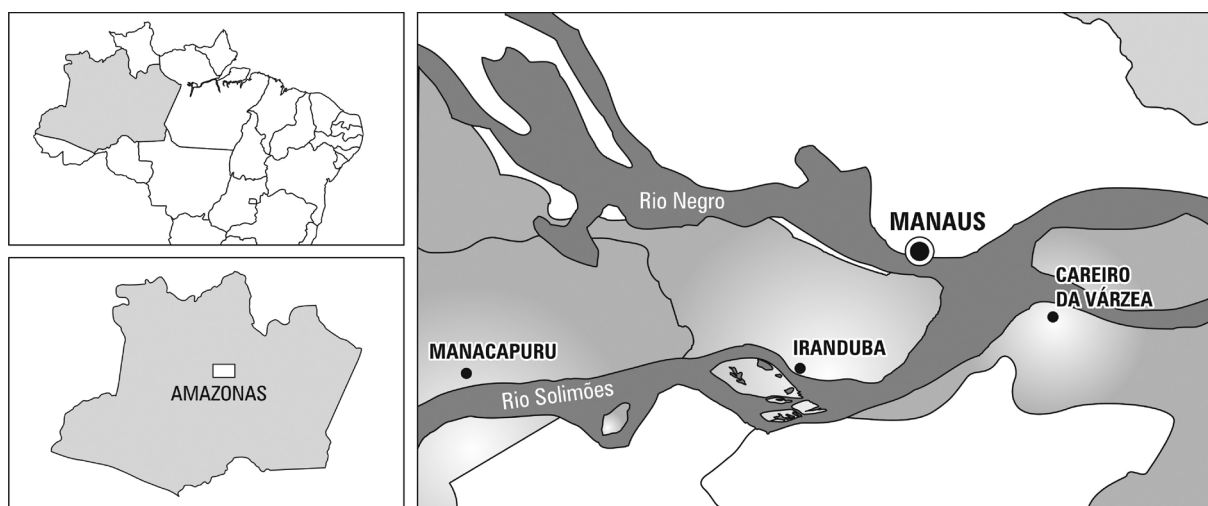 AMAZONAS
Rio Negro
MANAUS
CAREIRO
DA VÁRZEA
MANACAPURU
IRANDUBA
Rio Solimões